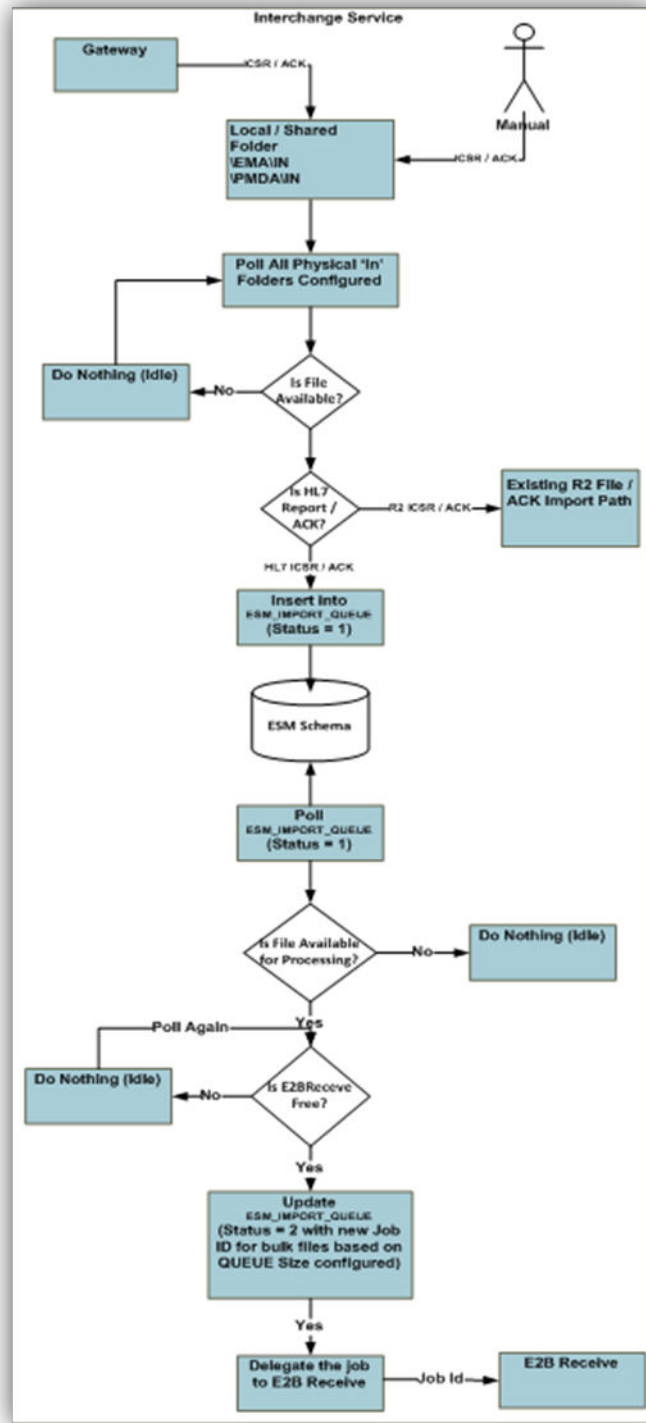 Interchange Service
Gateway
ICSR / ACK
Manual
Local / Shared
Folder
\EMA\IN
\PMDA\IN
ICSR / ACK
Poll All Physical 'In'
Folders Configured
Do Nothing (Idle)
No
Is File
Available?
Is HL7
Report /
ACK?
R2 ICSR / ACK
Existing R2 File /
ACK Import Path
HL7 ICSR / ACK
Insert Into
ESM_IMPORT_QUEUE
(Status = 1)
ESM Schema
Poll
ESM_IMPORT_QUEUE
(Status = 1)
Is File Available
for Processing?
No
Do Nothing (Idle)
Yes
Poll Again
Do Nothing (Idle)
No
Is E2BReceve
Free?
Yes
Update
ESM_IMPORT_QUEUE
(Status = 2 with new Job
ID for bulk files based on
QUEUE Size configured)
Yes
Delegate the job
to E2B Receive
Job Id
E2B Receive